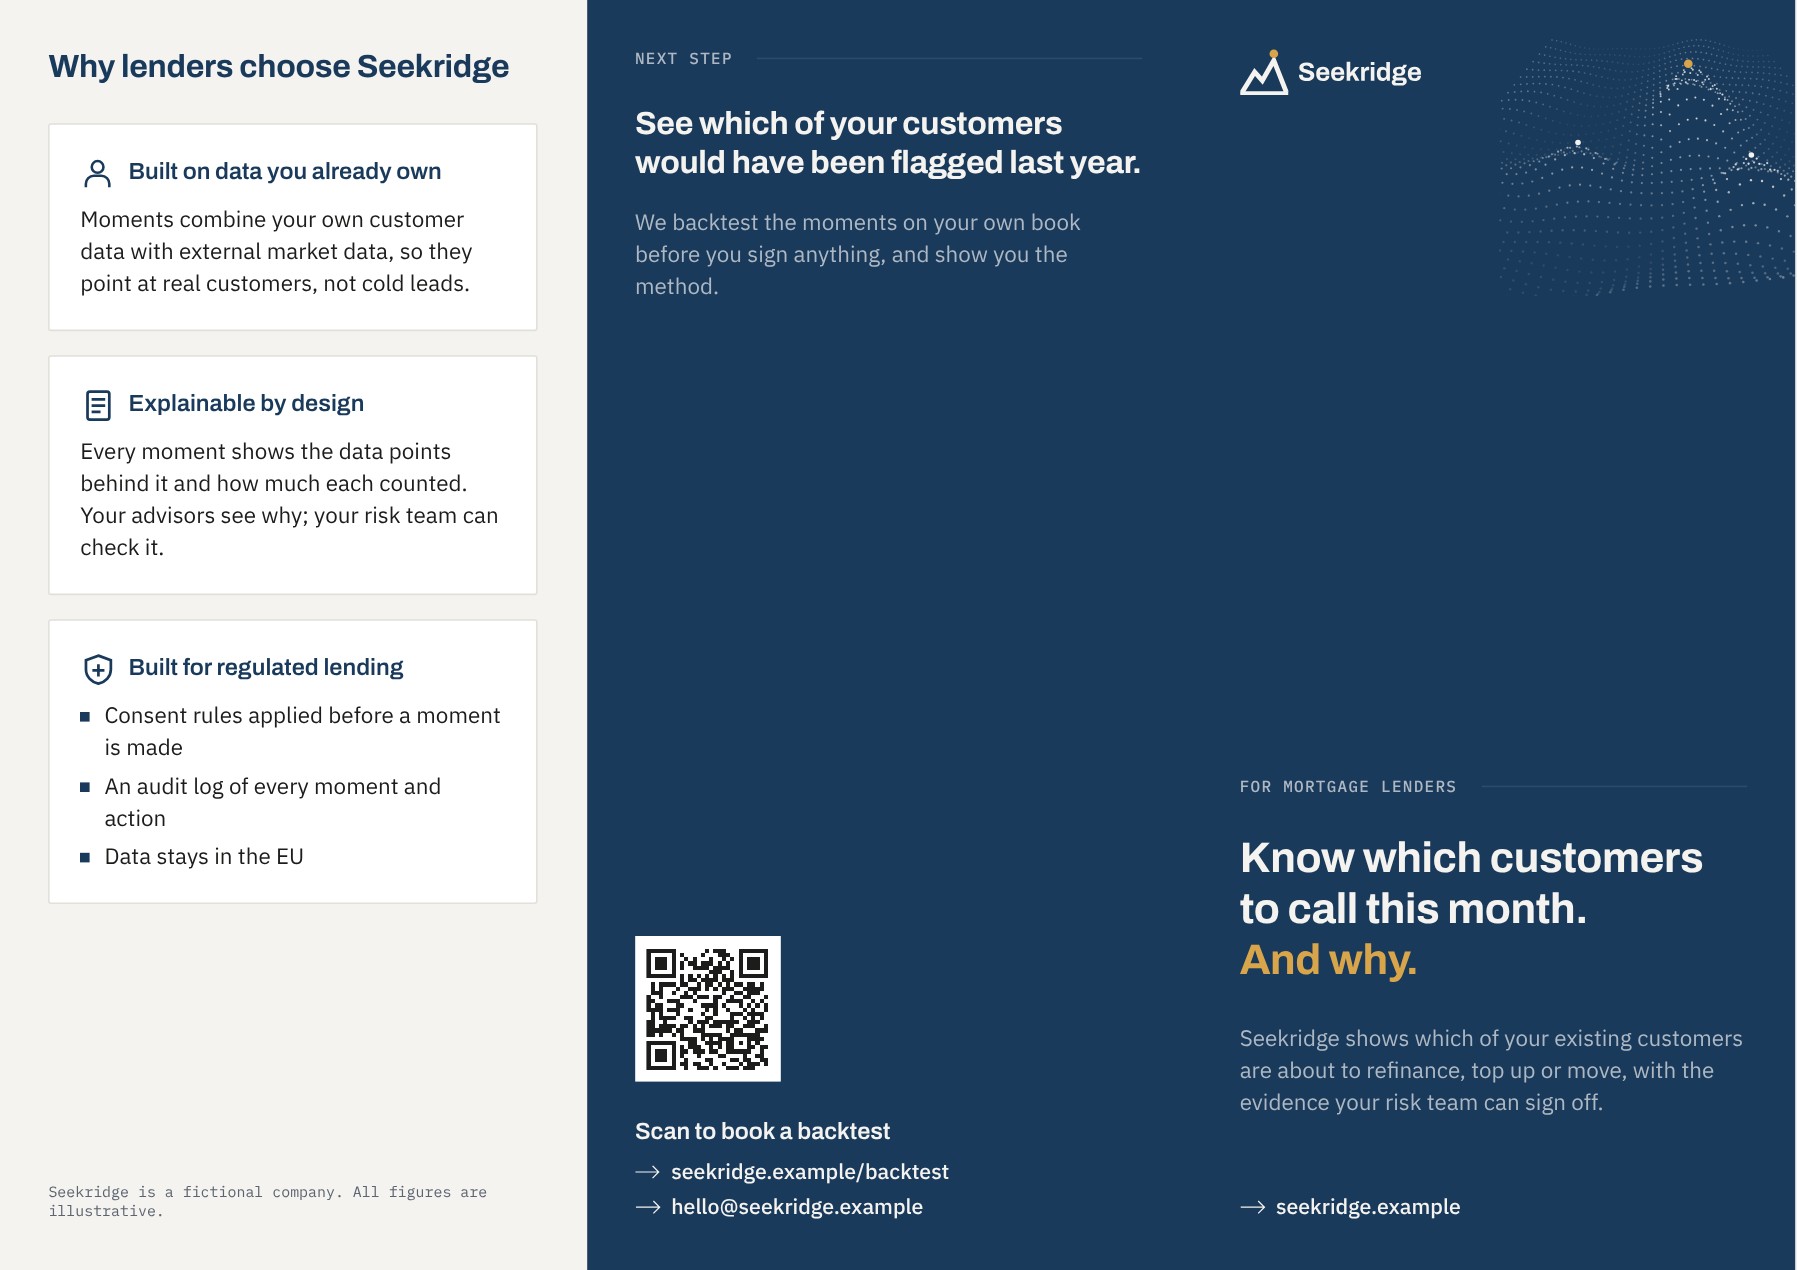 Why lenders choose Seekridge
Built on data you already own
Moments combine your own customer
data with external market data, so they
point at real customers, not cold leads.
Explainable by design
Every moment shows the data points
behind it and how much each counted.
Your advisors see why; your risk team can
check it.
Built for regulated lending
Consent rules applied before a moment
is made
An audit log of every moment and
action
Data stays in the EU
Seekridge is a fictional company. All figures are
illustrative.
NEXT STEP
See which of your customers
would have been flagged last year.
We backtest the moments on your own book
before you sign anything, and show you the
method.
Scan to book a backtest
→ seekridge.example/backtest
→ hello@seekridge.example
Seekridge
FOR MORTGAGE LENDERS
Know which customers
to call this month.
And why.
Seekridge shows which of your existing customers
are about to refinance, top up or move, with the
evidence your risk team can sign off.
→ seekridge.example